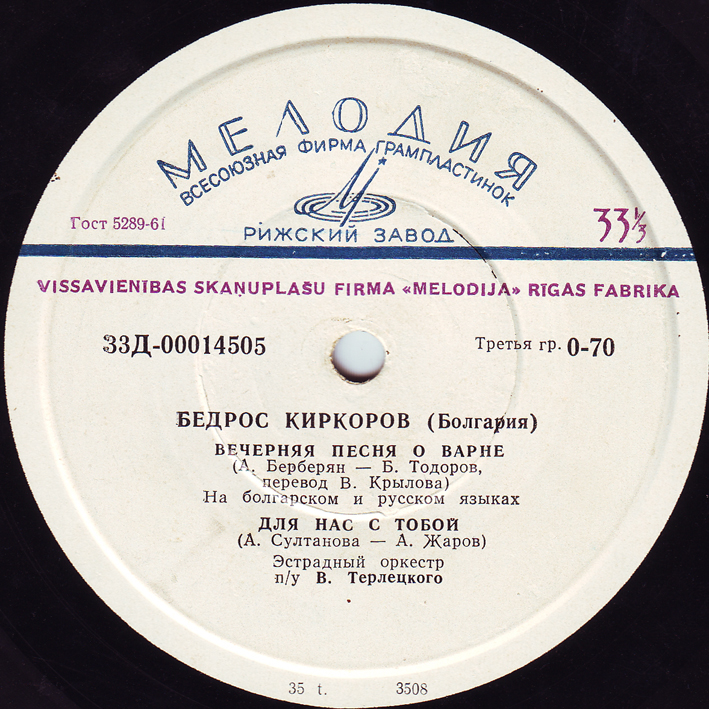 МЕЛОДИЯ
ВСЕСОЮЗНАЯ ФИРМА ГРАМПЛАСТИНОК
РИЖСКИЙ ЗАВОД
Гост 5289-61
33⅓
VISSAVIENĪBAS SKAŅUPLAŠU FIRMA «MELODIJA» RĪGAS FABRIKA
33Д-00014505
Третья гр. 0-70
БЕДРОС КИРКОРОВ (Болгария)
ВЕЧЕРНЯЯ ПЕСНЯ О ВАРНЕ
(А. Берберян — Б. Тодоров,
перевод В. Крылова)
На болгарском и русском языках
ДЛЯ НАС С ТОБОЙ
(А. Султанова — А. Жаров)
Эстрадный оркестр
п/у В. Терлецкого
35 t. 3508